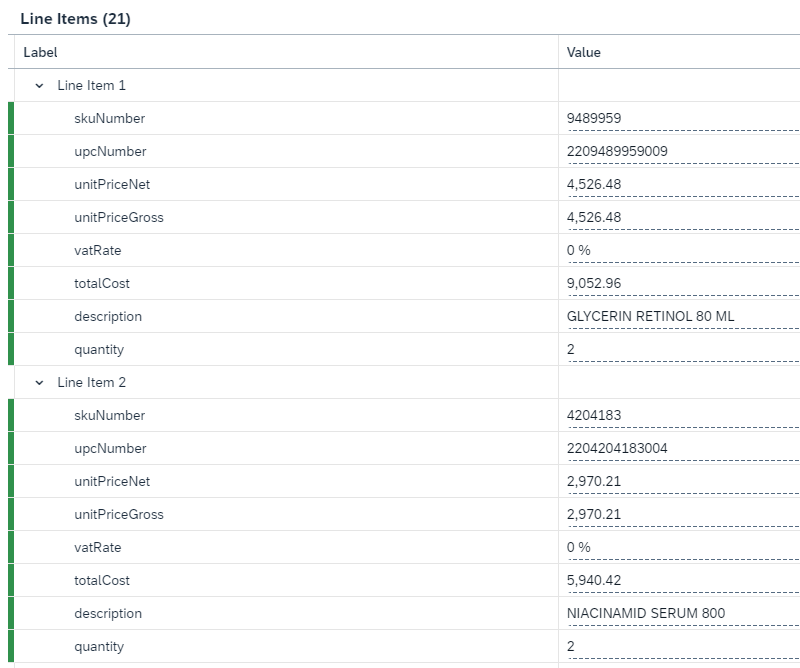 Line Items (21)
Label Value
Line Item 1
skuNumber 9489959
upcNumber 2209489959009
unitPriceNet 4,526.48
unitPriceGross 4,526.48
vatRate 0 %
totalCost 9,052.96
description GLYCERIN RETINOL 80 ML
quantity 2
Line Item 2
skuNumber 4204183
upcNumber 2204204183004
unitPriceNet 2,970.21
unitPriceGross 2,970.21
vatRate 0 %
totalCost 5,940.42
description NIACINAMID SERUM 800
quantity 2